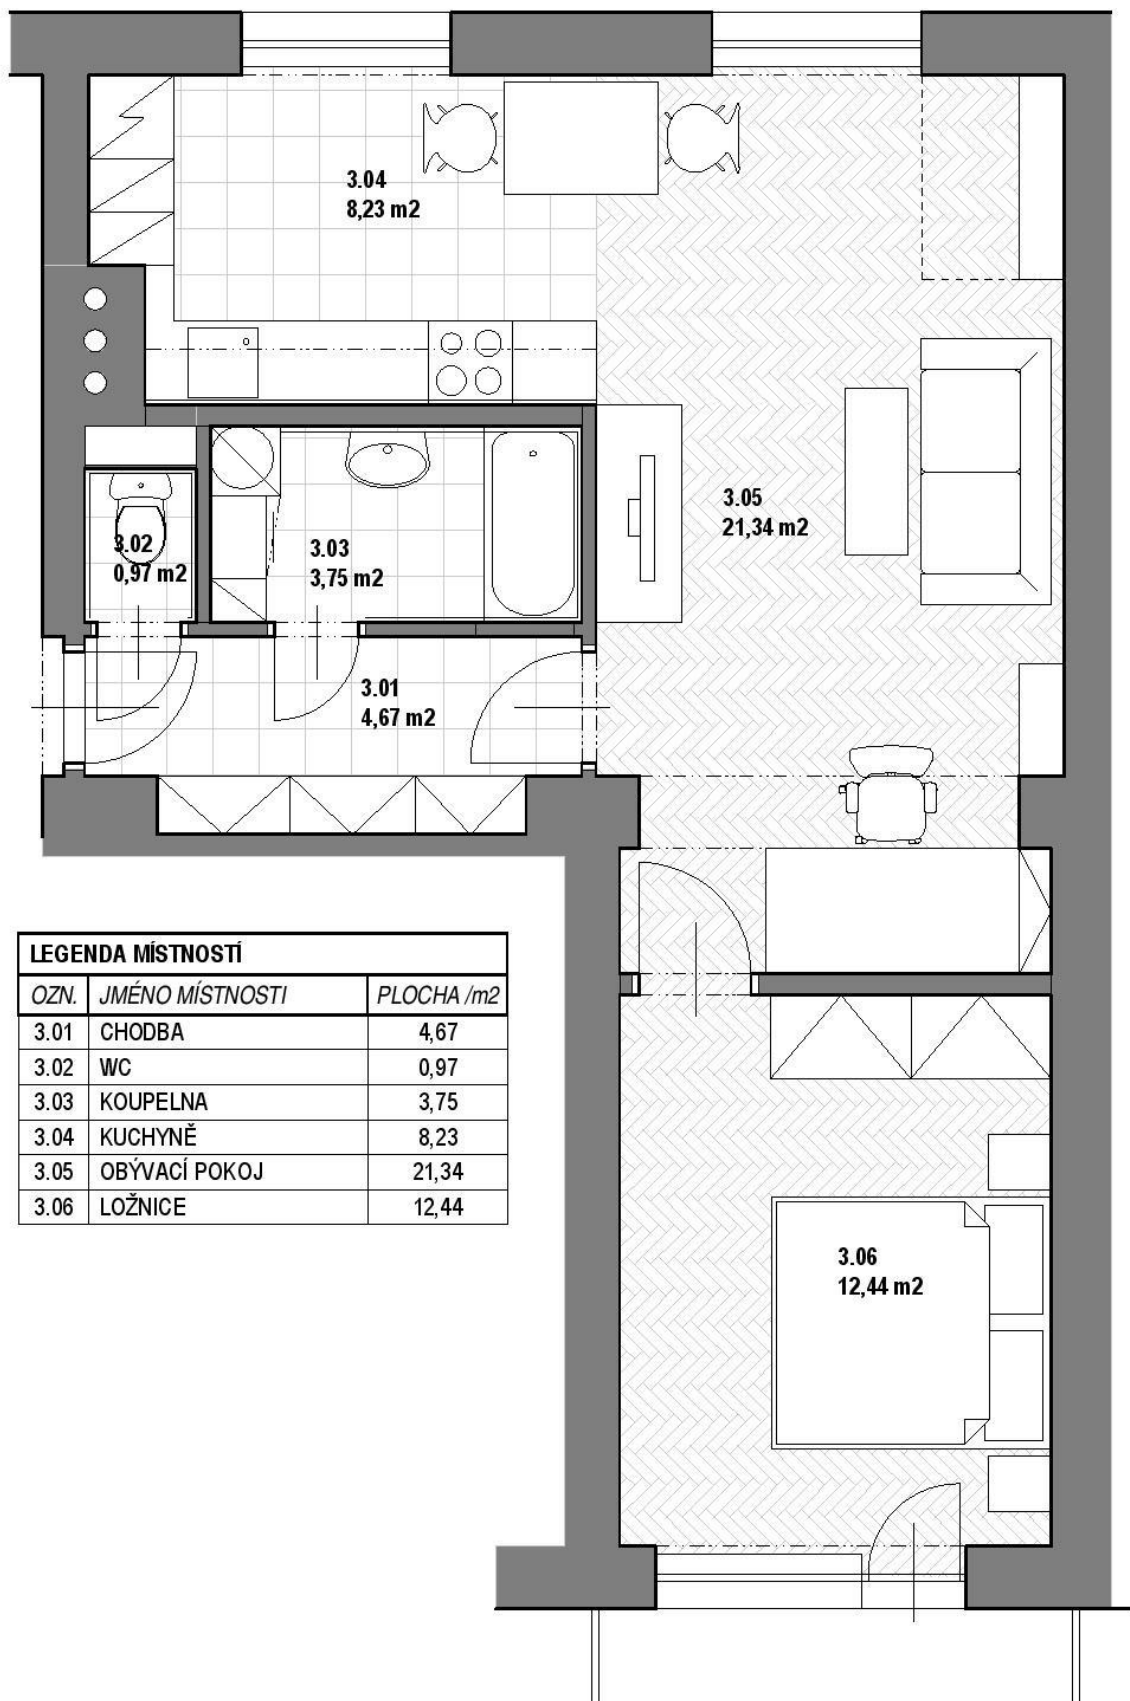 3.04
8,23 m2
3.05
21,34 m2
3.02
0,97 m2
3.03
3,75 m2
3.01
4,67 m2
LEGENDA MÍSTNOSTÍ
OZN. JMÉNO MÍSTNOSTI PLOCHA /m2
3.01 CHODBA 4,67
3.02 WC 0,97
3.03 KOUPELNA 3,75
3.04 KUCHYNĚ 8,23
3.05 OBÝVACÍ POKOJ 21,34
3.06 LOŽNICE 12,44
3.06
12,44 m2